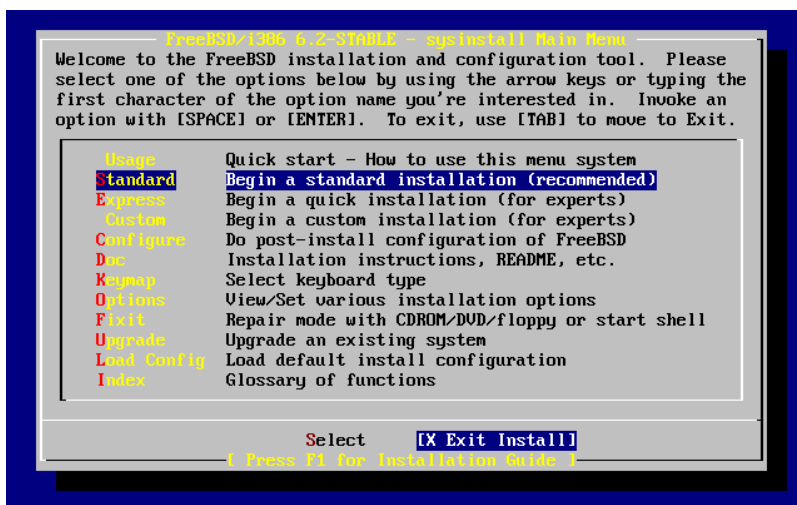 FreeBSD/i386 6.2-STABLE - sysinstall Main Menu
Welcome to the FreeBSD installation and configuration tool.  Please
select one of the options below by using the arrow keys or typing the
first character of the option name you're interested in.  Invoke an
option with [SPACE] or [ENTER].  To exit, use [TAB] to move to Exit.
Usage Quick start - How to use this menu system
Standard Begin a standard installation (recommended)
Express Begin a quick installation (for experts)
Custom Begin a custom installation (for experts)
Configure Do post-install configuration of FreeBSD
Doc Installation instructions, README, etc.
Keymap Select keyboard type
Options View/Set various installation options
Fixit Repair mode with CDROM/DVD/floppy or start shell
Upgrade Upgrade an existing system
Load Config Load default install configuration
Index Glossary of functions
Select [X Exit Install]
[ Press F1 for Installation Guide ]